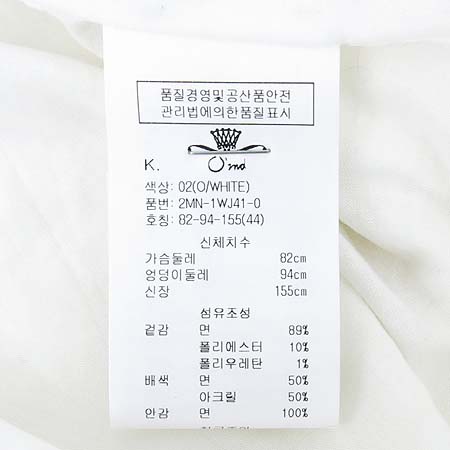 품질경영및공산품안전
관리법에의한품질표시
K. O'2nd
색상: 02(O/WHITE)
품번: 2MN-1WJ41-0
호칭: 82-94-155(44)
신체치수
가슴둘레 82cm
엉덩이둘레 94cm
신장 155cm
섬유조성
겉감 면 89%
폴리에스터 10%
폴리우레탄 1%
배색 면 50%
아크릴 50%
안감 면 100%